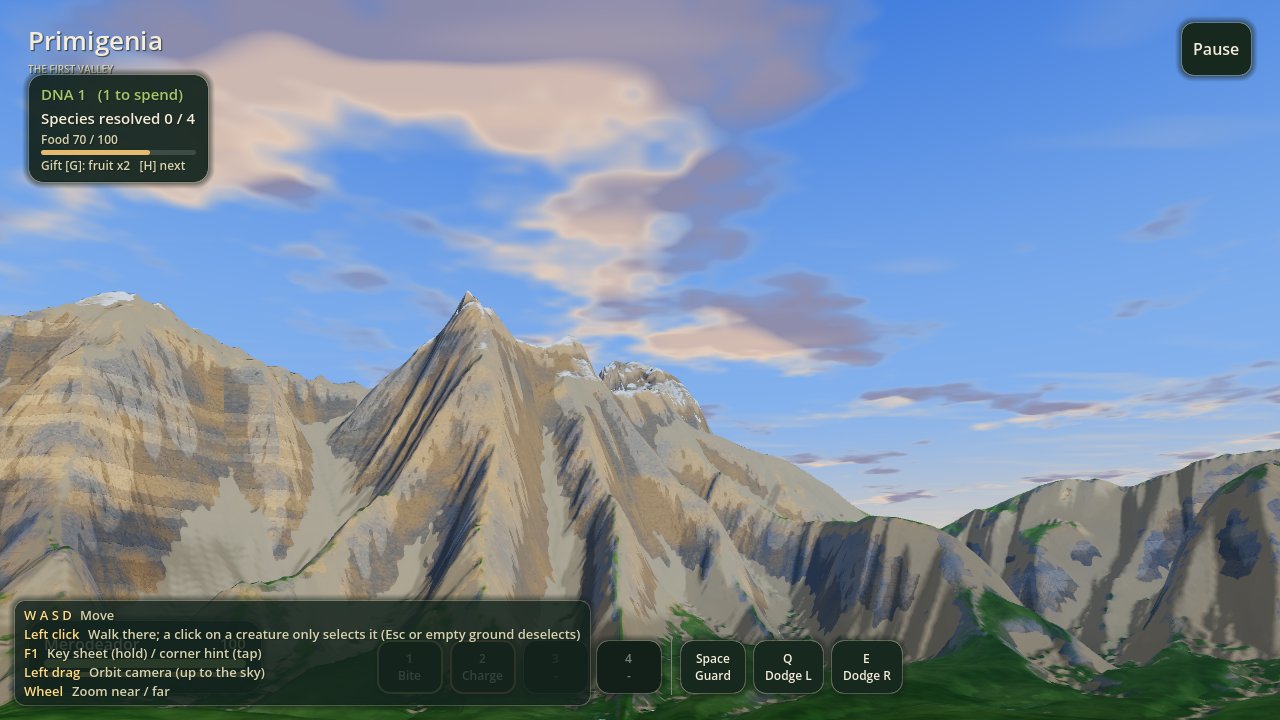 Primigenia
THE FIRST VALLEY
DNA 1 (1 to spend)
Species resolved 0 / 4
Food 70 / 100
Gift [G]: fruit x2 [H] next
Pause
W A S D Move
Left click Walk there; a click on a creature only selects it (Esc or empty ground deselects)
F1 Key sheet (hold) / corner hint (tap)
Left drag Orbit camera (up to the sky)
Wheel Zoom near / far
1
Bite
2
Charge
3
-
4
-
Space
Guard
Q
Dodge L
E
Dodge R